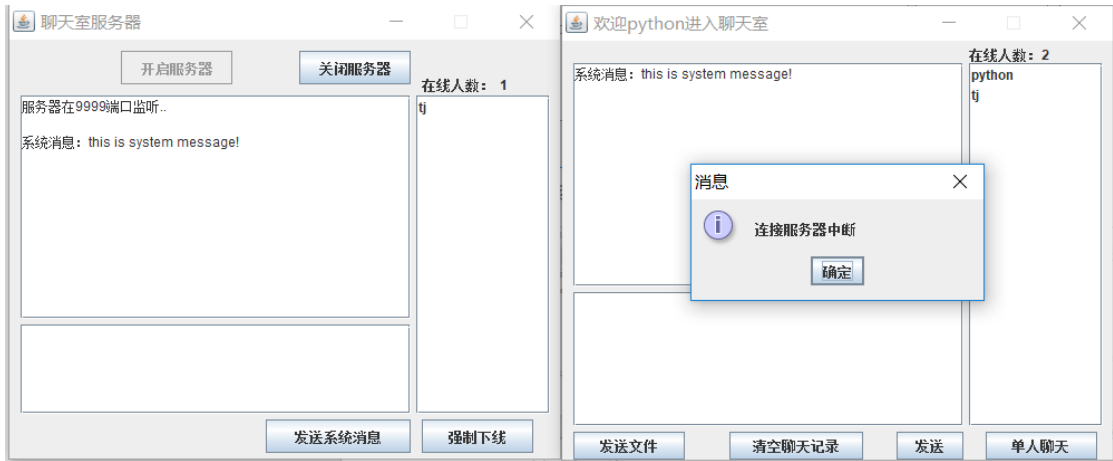 聊天室服务器
开启服务器
关闭服务器
在线人数： 1
服务器在9999端口监听..
系统消息：this is system message!
tj
发送系统消息
强制下线
欢迎python进入聊天室
在线人数： 2
系统消息：this is system message!
python
tj
消息
连接服务器中断
确定
发送文件
清空聊天记录
发送
单人聊天